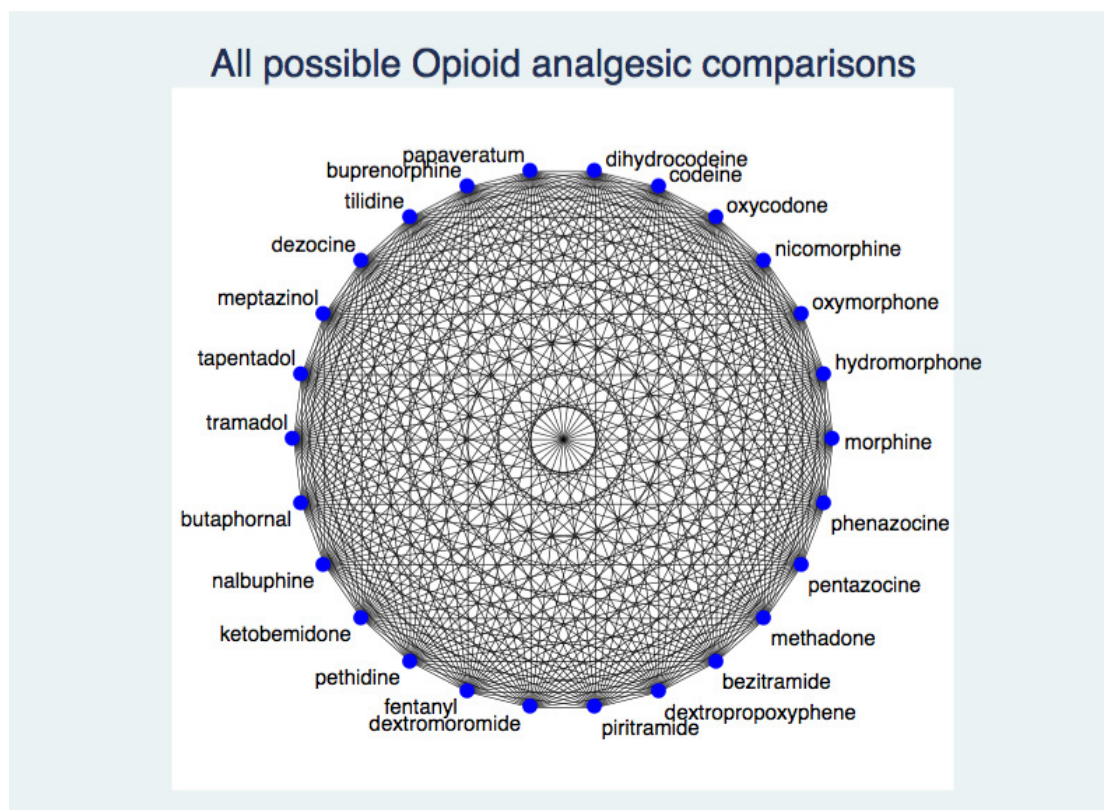 All possible Opioid analgesic comparisons
papaveratum
dihydrocodeine
buprenorphine
codeine
tilidine
oxycodone
dezocine
nicomorphine
meptazinol
oxymorphone
tapentadol
hydromorphone
tramadol
morphine
butaphornal
phenazocine
nalbuphine
pentazocine
ketobemidone
methadone
pethidine
bezitramide
fentanyl
dextropropoxyphene
dextromoromide
piritramide